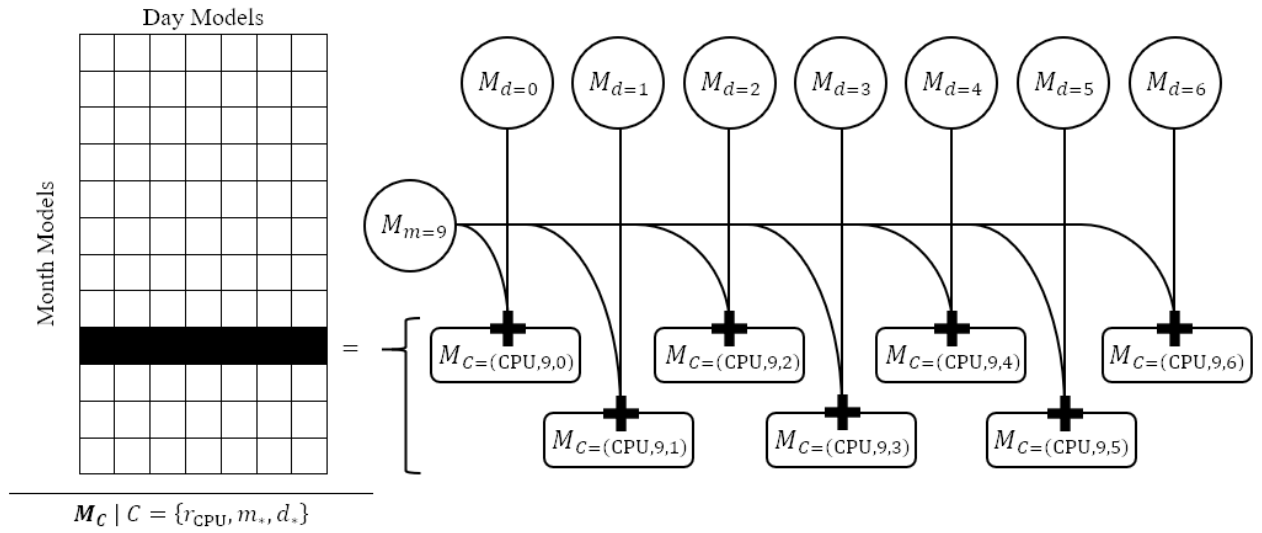 Day Models
Month Models
M_{d=0} M_{d=1} M_{d=2} M_{d=3} M_{d=4} M_{d=5} M_{d=6}
M_{m=9}
=
M_{C=(CPU,9,0)} M_{C=(CPU,9,2)} M_{C=(CPU,9,4)} M_{C=(CPU,9,6)}
M_{C=(CPU,9,1)} M_{C=(CPU,9,3)} M_{C=(CPU,9,5)}
M_C | C = {r_{CPU}, m_*, d_*}